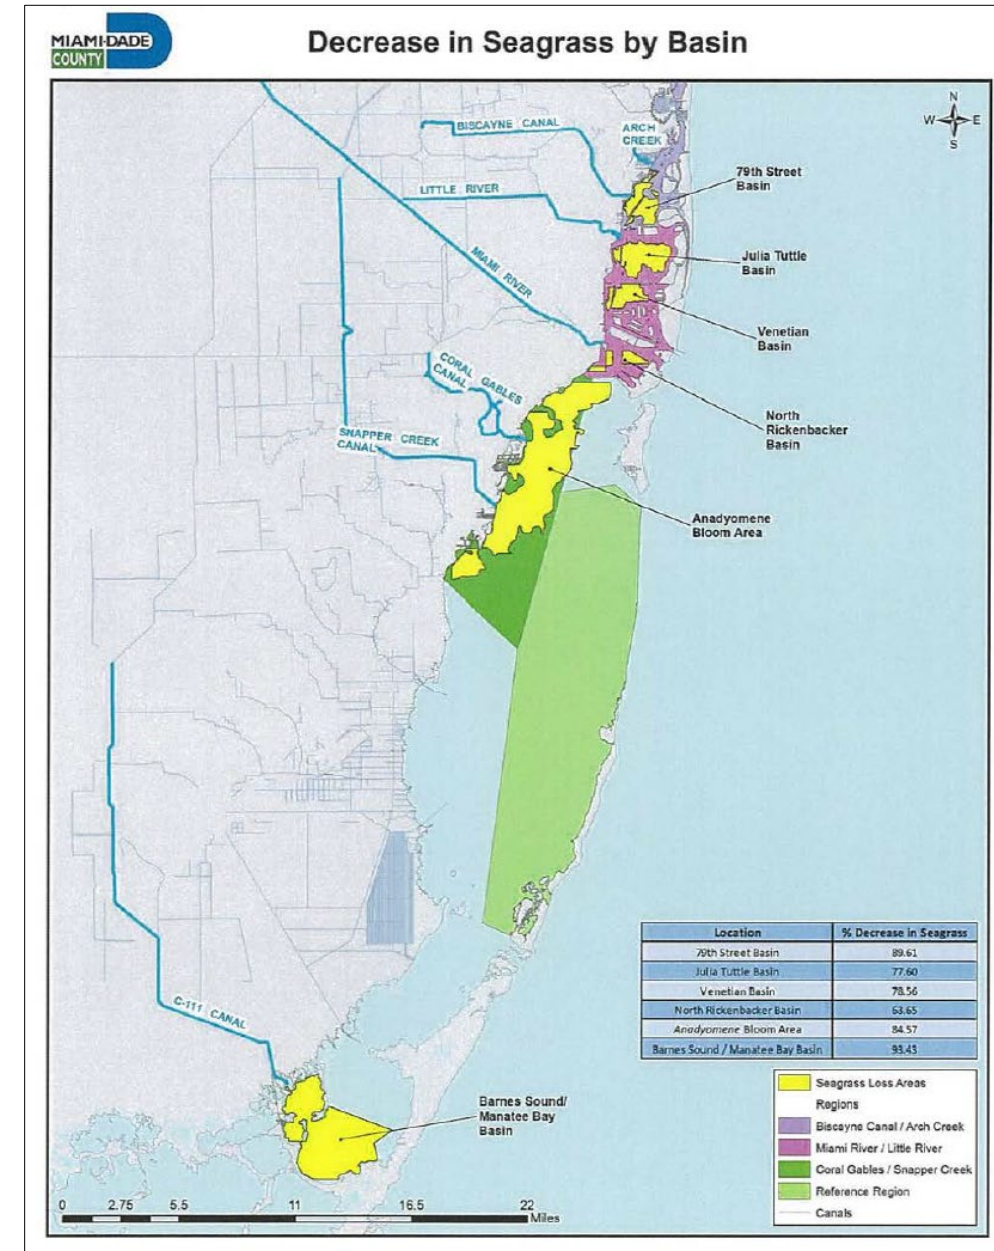 MIAMI-DADE
COUNTY
Decrease in Seagrass by Basin
N
W E
S
BISCAYNE CANAL
ARCH
CREEK
79th Street
Basin
LITTLE RIVER
MIAMI RIVER
Julia Tuttle
Basin
Venetian
Basin
CORAL GABLES
CANAL
North
Rickenbacker
Basin
SNAPPER CREEK
CANAL
Anadyomene
Bloom Area
C-111 CANAL
Location % Decrease in Seagrass
79th Street Basin 89.61
Julia Tuttle Basin 77.60
Venetian Basin 78.56
North Rickenbacker Basin 63.65
Anadyomene Bloom Area 84.57
Barnes Sound / Manatee Bay Basin 93.43
Barnes Sound/
Manatee Bay
Basin
Seagrass Loss Areas
Regions
Biscayne Canal / Arch Creek
Miami River / Little River
Coral Gables / Snapper Creek
Reference Region
Canals
0 2.75 5.5 11 16.5 22
Miles